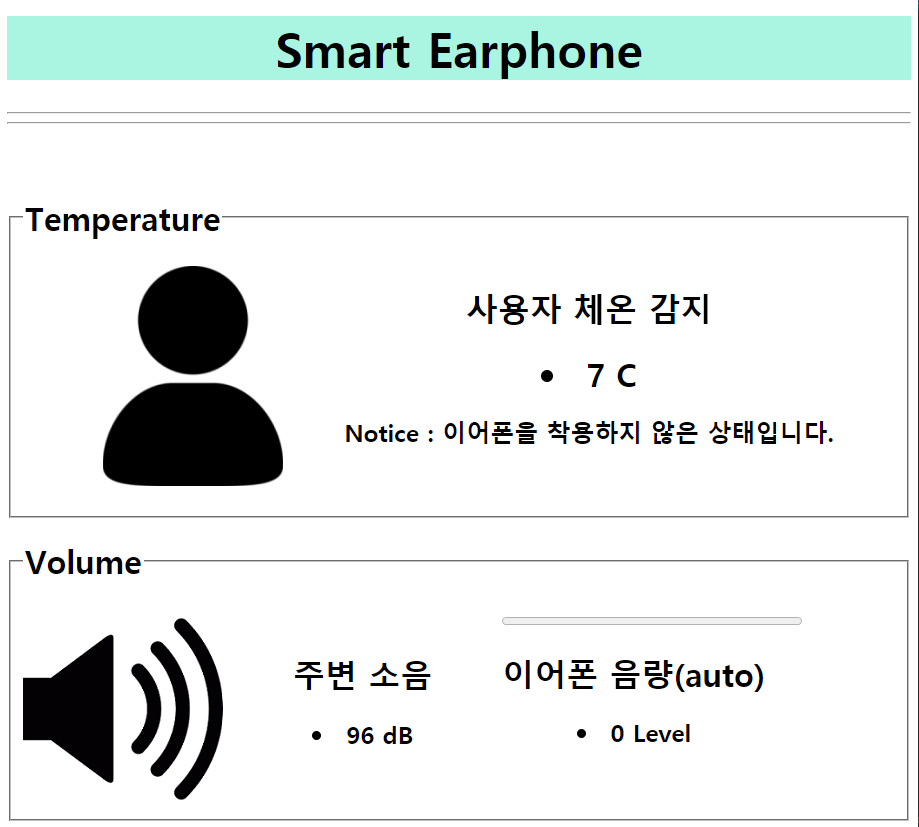 Smart Earphone
Temperature
사용자 체온 감지
• 7 C
Notice : 이어폰을 착용하지 않은 상태입니다.
Volume
주변 소음
• 96 dB
이어폰 음량(auto)
• 0 Level